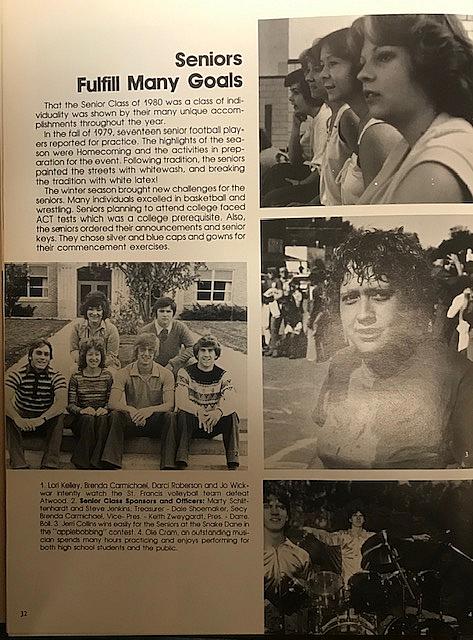 Seniors
Fulfill Many Goals
That the Senior Class of 1980 was a class of indi-
viduality was shown by their many unique accom-
plishments throughout the year.
In the fall of 1979, seventeen senior football play-
ers reported for practice. The highlights of the sea-
son were Homecoming and the activities in prep-
aration for the event. Following tradition, the seniors
painted the streets with whitewash, and breaking
the tradition with white latex!
The winter season brought new challenges for the
seniors. Many individuals excelled in basketball and
wrestling. Seniors planning to attend college faced
ACT tests which was a college prerequisite. Also,
the seniors ordered their announcements and senior
keys. They chose silver and blue caps and gowns for
their commencement exercises.
2
3
1. Lori Kelley, Brenda Carmichael, Darci Roberson and Jo Wick-
war intently watch the St. Francis volleyball team defeat
Atwood. 2. Senior Class Sponsors and Officers: Marty Schlit-
tenhardt and Steve Jenkins; Treasurer - Dale Shoemaker, Secy
Brenda Carmichael, Vice- Pres. - Keith Zweygardt, Pres. -
Boll. 3. Jerri Collins wins easily for the Seniors at the Snake Dance in
the "applebobbing" contest. 4. Ole Cram, an outstanding musi-
cian spends many hours practicing and enjoys performing for
both high school students and the public.
32
4